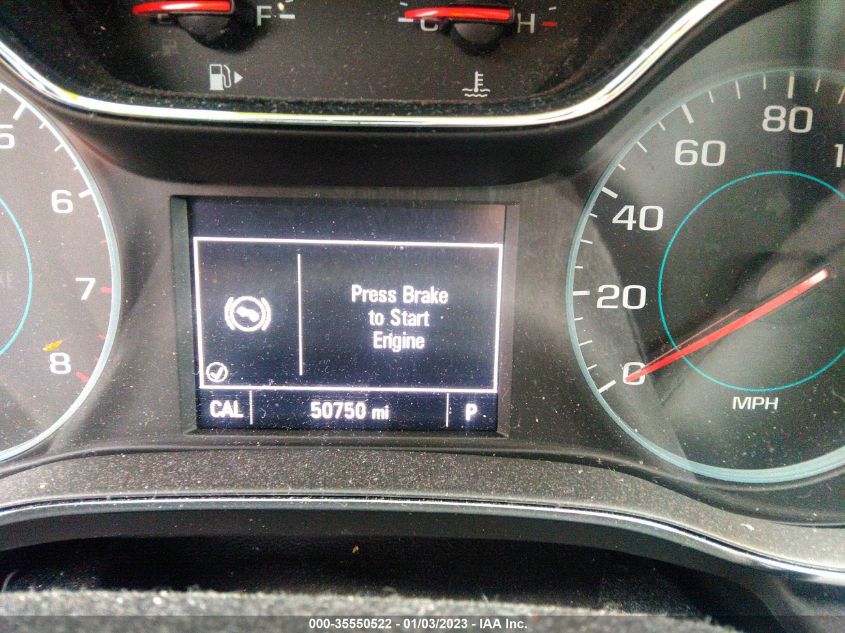 E F
C H
5
6
7
8
Press Brake
to Start
Engine
CAL 50750 mi P
80
60
40
20
0
MPH
000-35550522 - 01/03/2023 - IAA Inc.